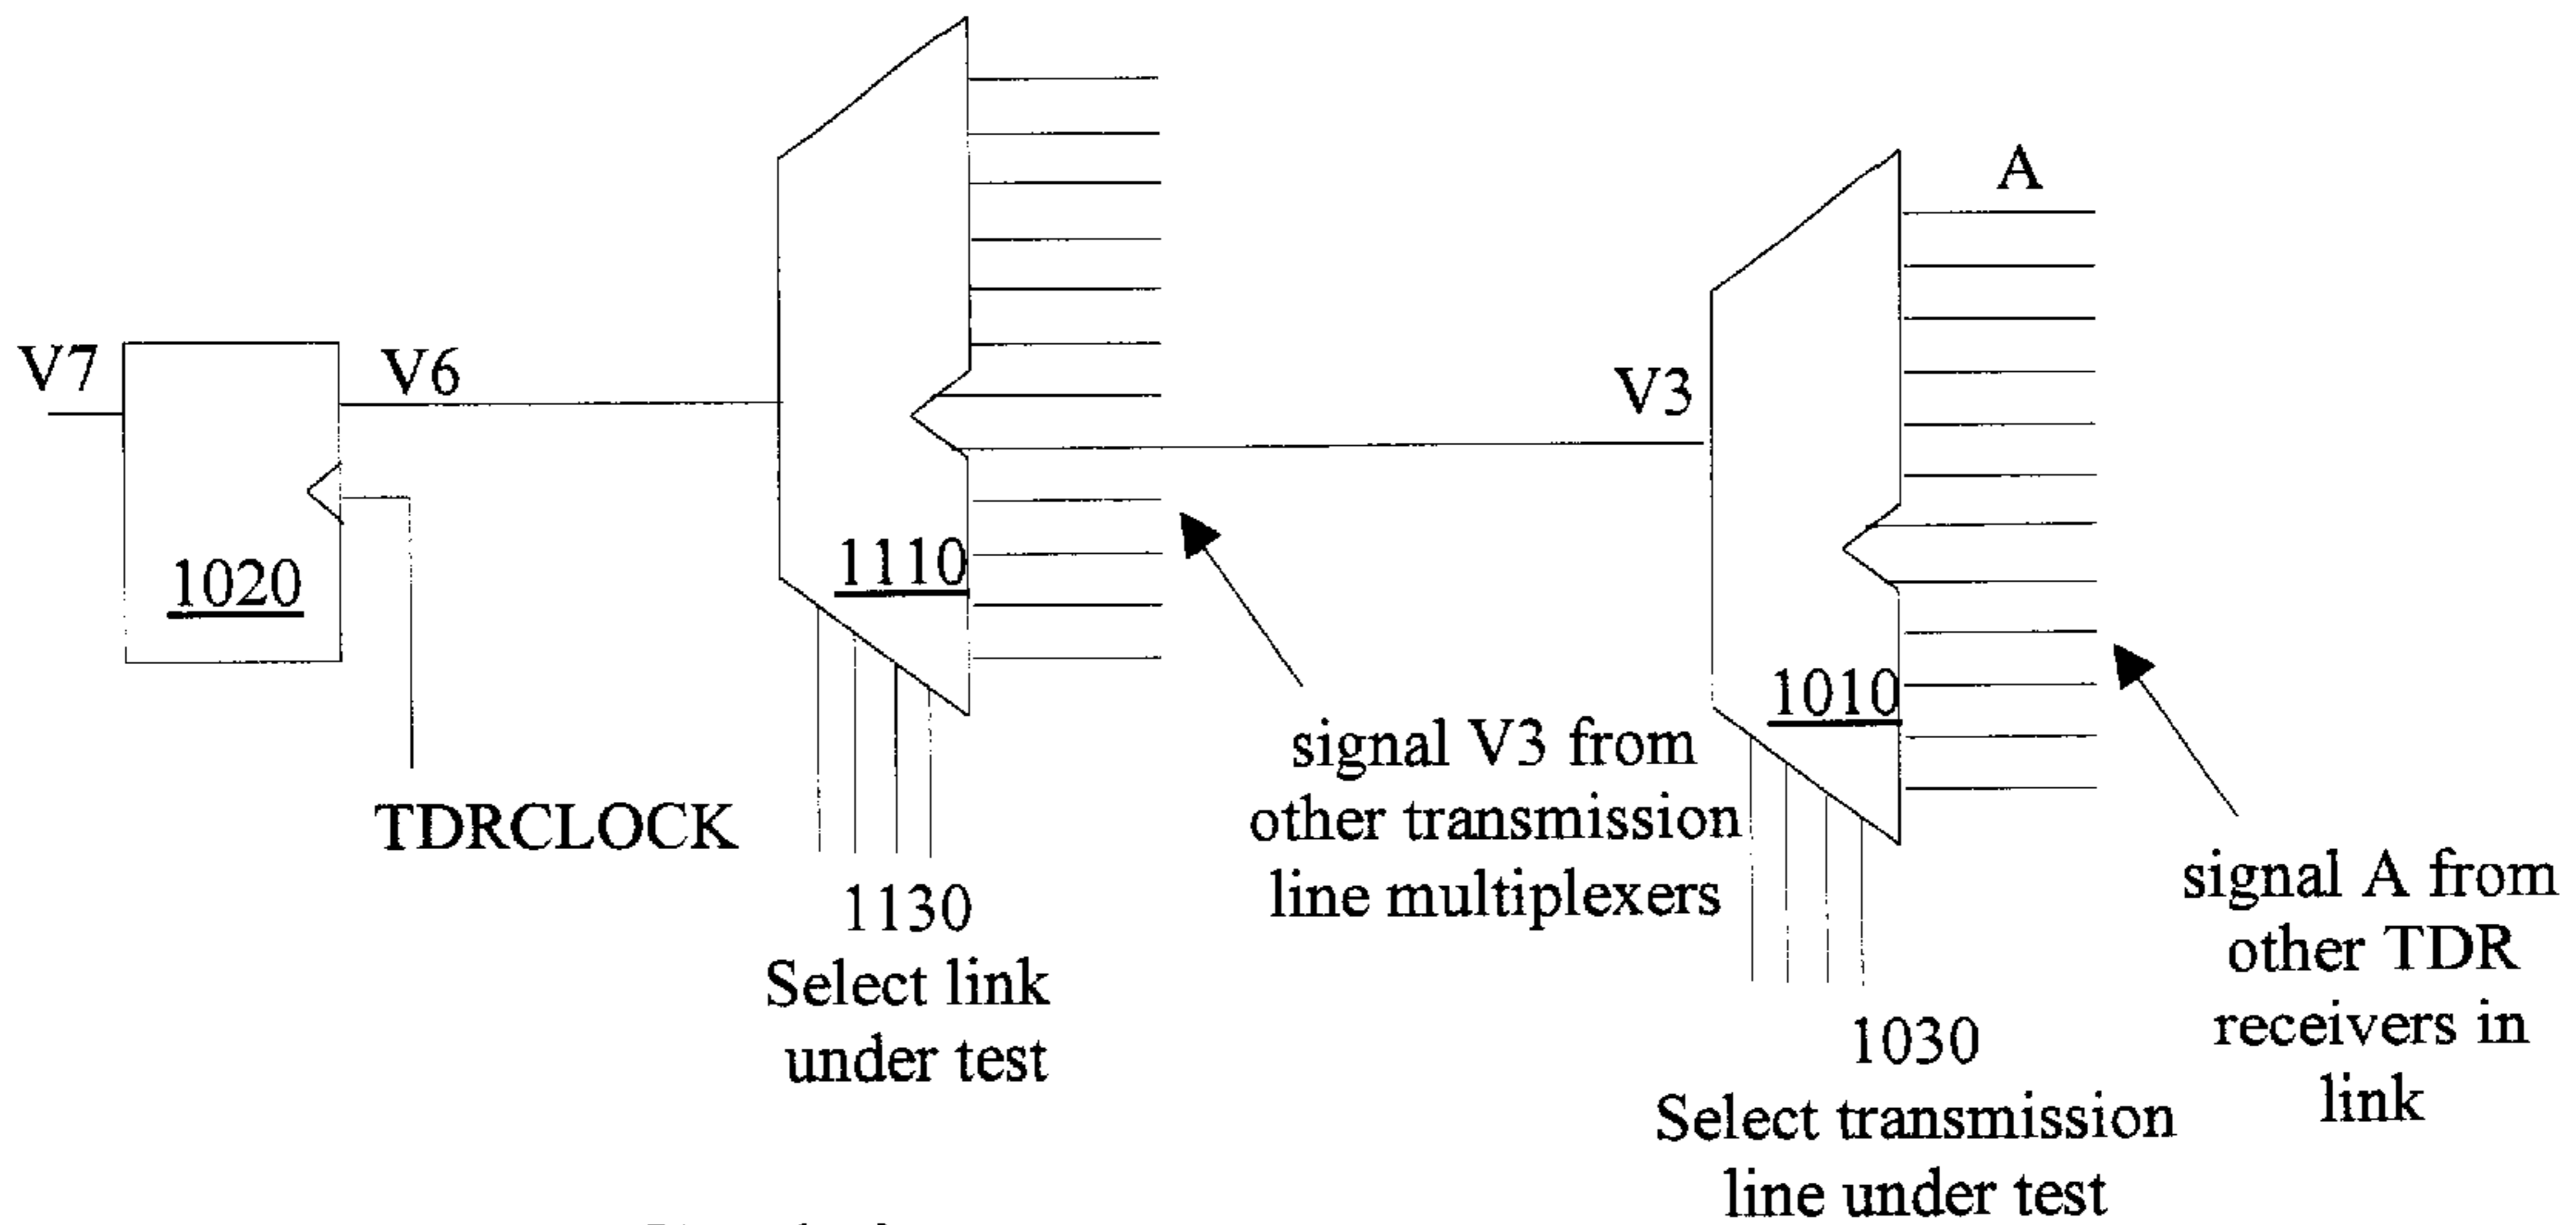 A
V7
V6
V3
1020
1110
1010
TDRCLOCK
signal V3 from
other transmission
line multiplexers
1130
Select link
under test
signal A from
other TDR
receivers in
link
1030
Select transmission
line under test